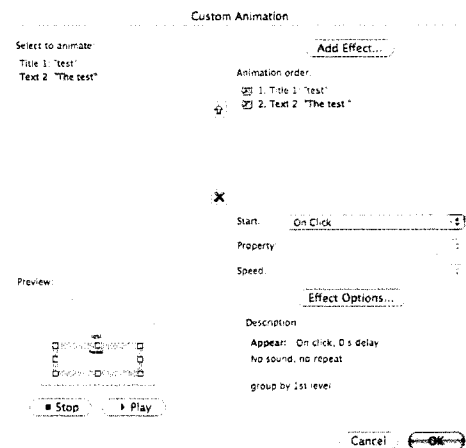 Custom Animation
Select to animate:
Title 1: "test"
Text 2 "The test"
Add Effect...
Animation order:
1. Title 1: "test"
2. Text 2 "The test "
Start: On Click
Property:
Speed:
Preview:
Stop
Play
Effect Options...
Description
Appear: On click, 0 s delay
No sound, no repeat
group by 1st level
Cancel
OK